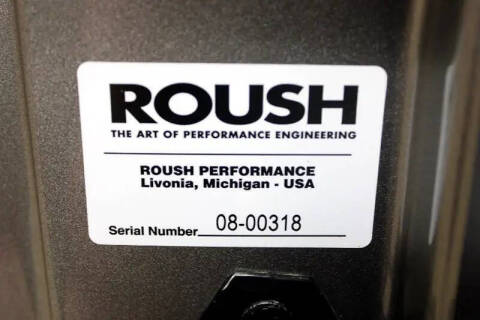 ROUSH
THE ART OF PERFORMANCE ENGINEERING
ROUSH PERFORMANCE
Livonia, Michigan - USA
Serial Number 08-00318